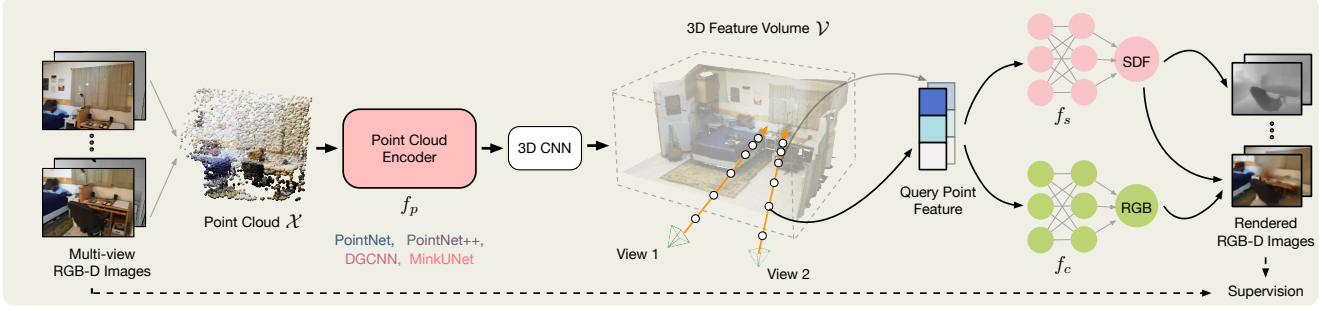 Multi-view
RGB-D Images
Point Cloud 𝒳
Point Cloud
Encoder
f_p
PointNet, PointNet++,
DGCNN, MinkUNet
3D CNN
3D Feature Volume 𝒱
View 1
View 2
Query Point
Feature
SDF
f_s
RGB
f_c
Rendered
RGB-D Images
Supervision